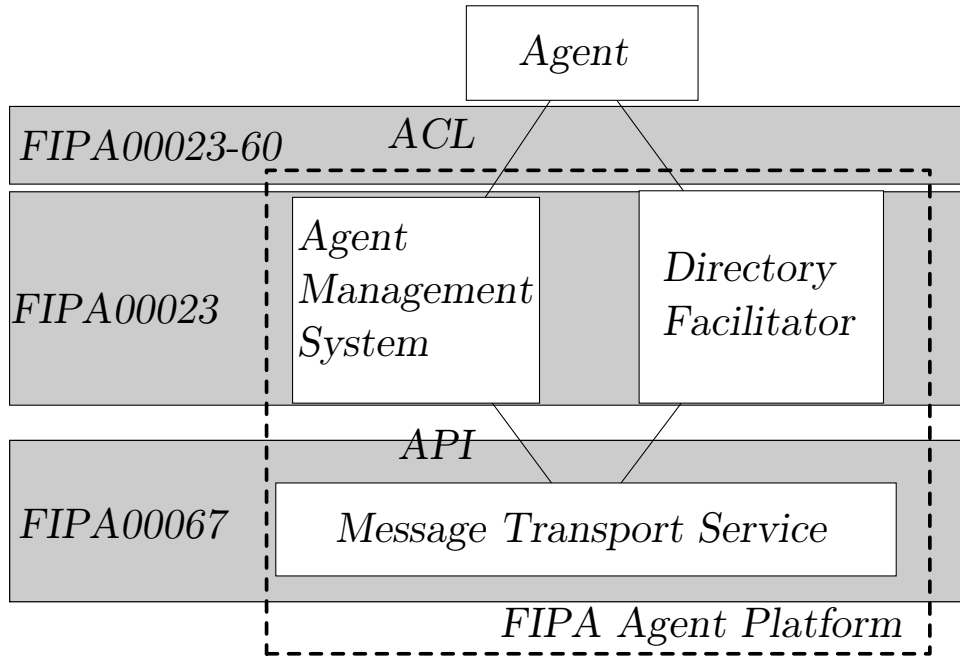 Agent
ACL
FIPA00023-60
Agent
Management
System
Directory
Facilitator
FIPA00023
API
FIPA00067
Message Transport Service
FIPA Agent Platform